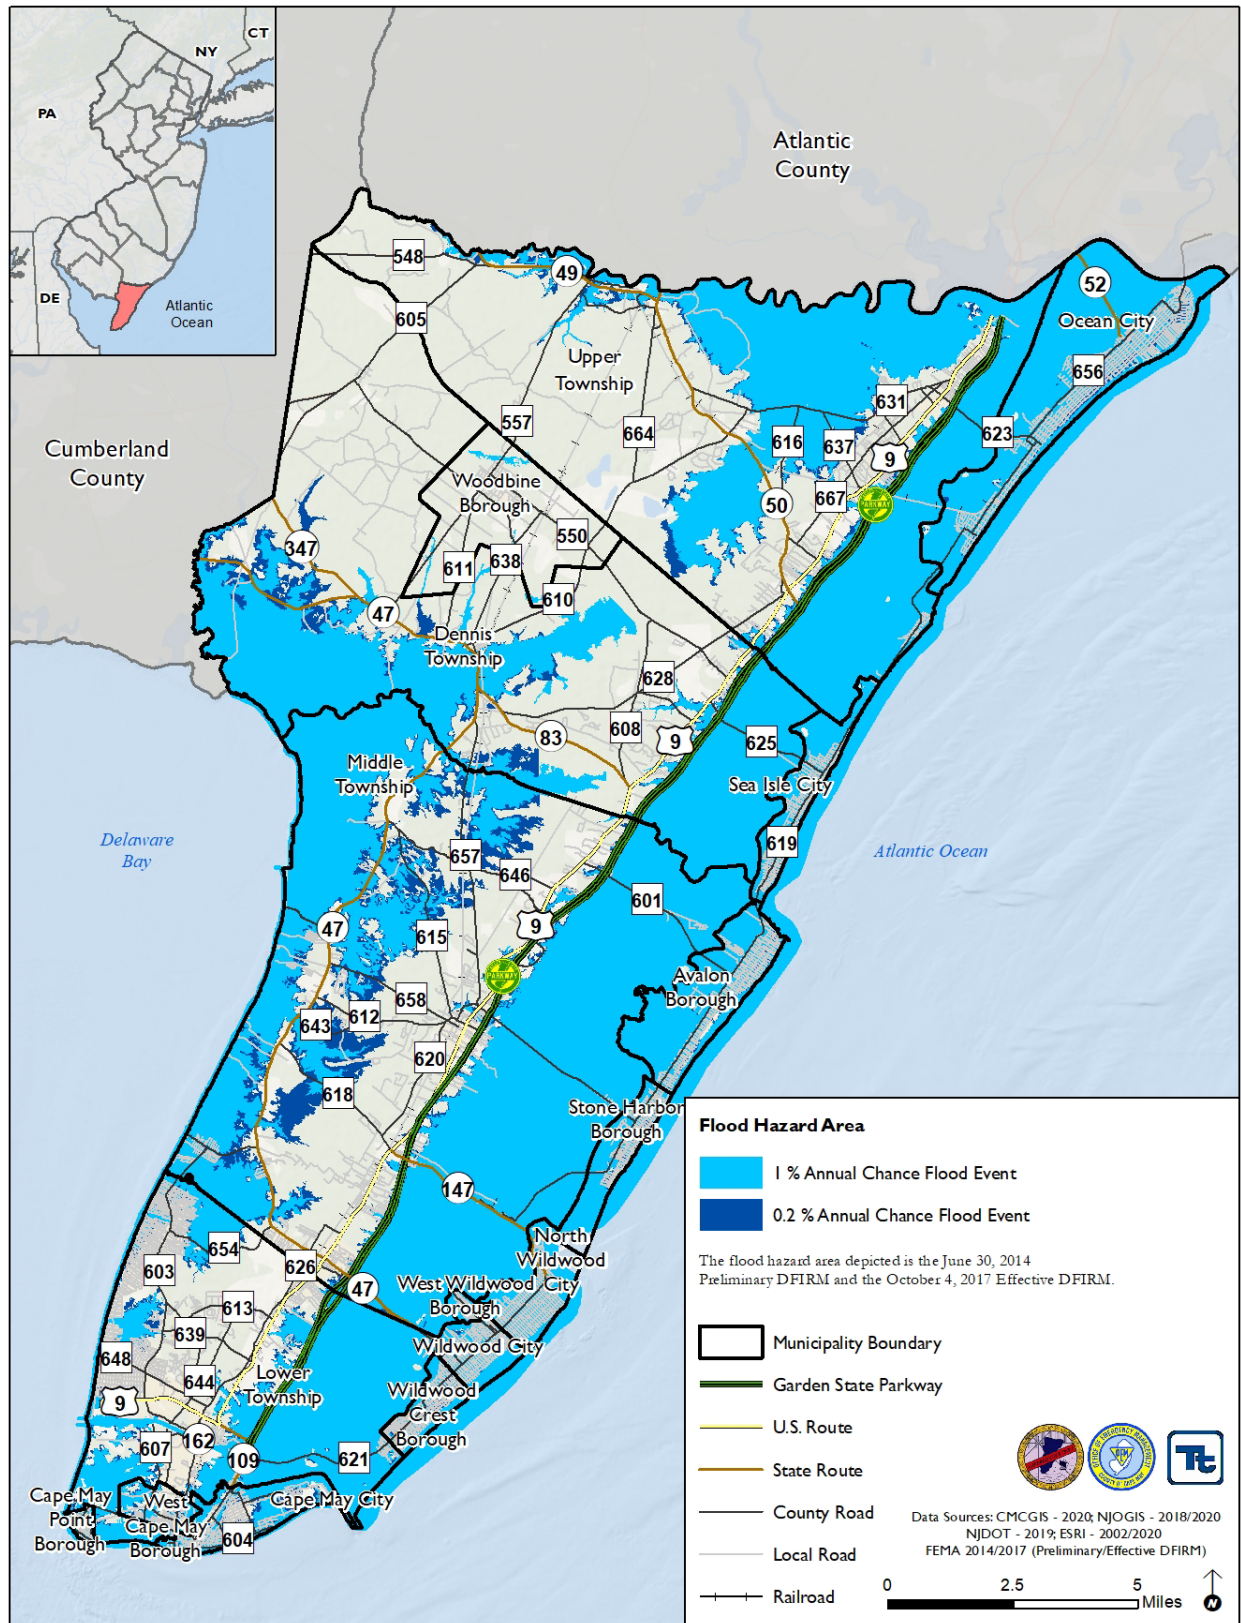 NY
CT
PA
DE
Atlantic
Ocean
Atlantic
County
548
49
52
Ocean City
605
Upper
Township
656
631
557
664
616
637
623
9
Cumberland
County
Woodbine
Borough
667
PARKWAY
50
550
347
611
638
610
47
Dennis
Township
628
608
9
625
83
Middle
Township
Sea Isle City
Delaware
Bay
619
Atlantic Ocean
657
646
601
9
47
615
PARKWAY
Avalon
Borough
658
612
643
620
618
Stone Harbor
Borough
147
North
Wildwood
City
654
603
626
47
West Wildwood
Borough
613
639
Wildwood City
648
644
Lower
Township
Wildwood
Crest
Borough
9
162
607
109
621
Cape May
Point
Borough
West
Cape May
Borough
Cape May City
604
Flood Hazard Area
1 % Annual Chance Flood Event
0.2 % Annual Chance Flood Event
The flood hazard area depicted is the June 30, 2014
Preliminary DFIRM and the October 4, 2017 Effective DFIRM.
Municipality Boundary
Garden State Parkway
U.S. Route
State Route
County Road
Local Road
Railroad
Tt
Data Sources: CMCGIS - 2020; NJOGIS - 2018/2020
NJDOT - 2019; ESRI - 2002/2020
FEMA 2014/2017 (Preliminary/Effective DFIRM)
0 2.5 5
Miles
N